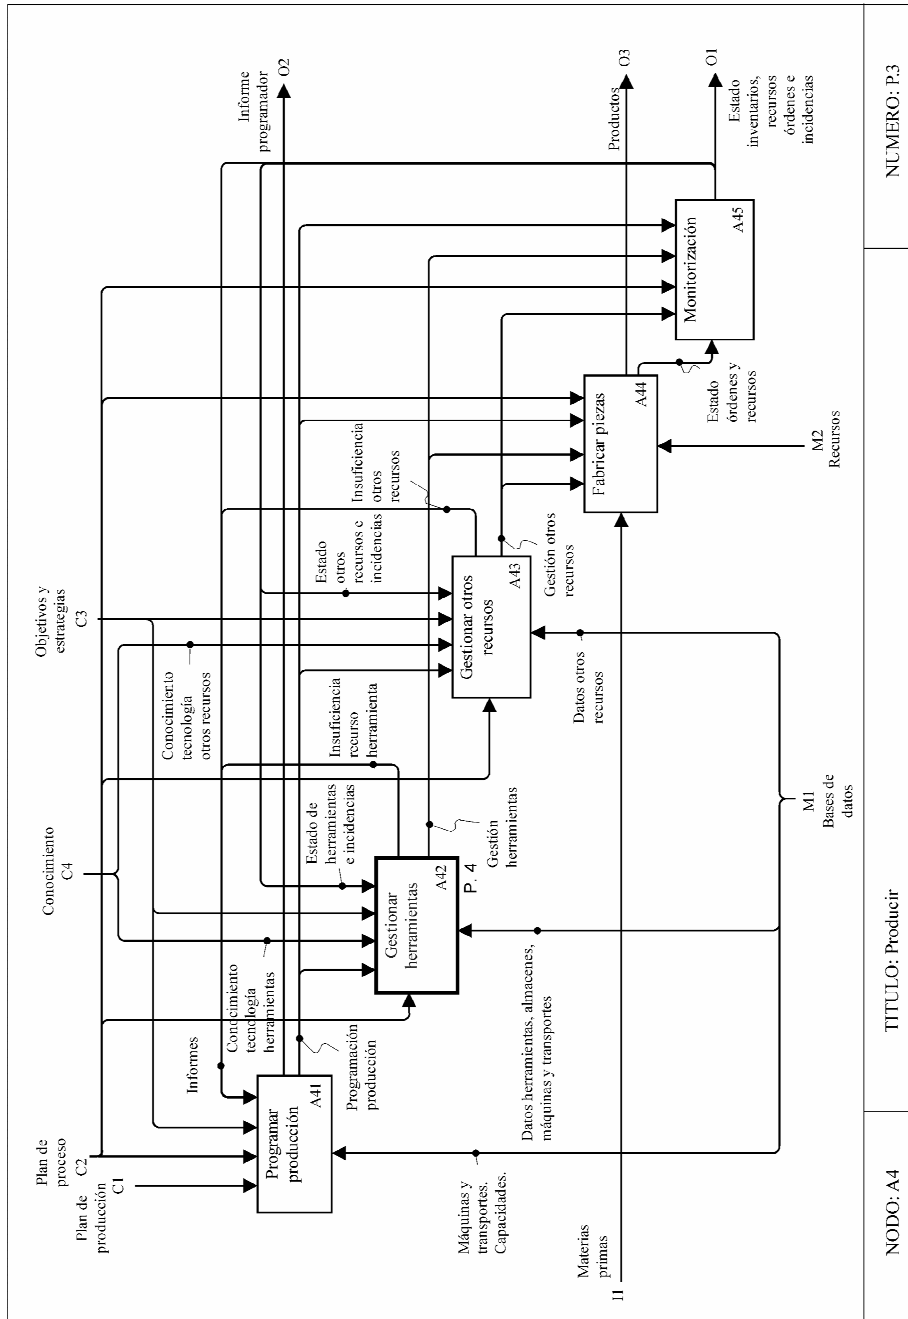 Plan de
producción
C1
Plan de
proceso
C2
Conocimiento
C4
Objetivos y
estrategias
C3
Informes
Conocimiento
tecnología
herramientas
Conocimiento
tecnología
otros recursos
Informe
programador
O2
Programar
producción
A41
Programación
producción
Estado de
herramientas
e incidencias
Insuficiencia
recurso
herramienta
Estado
otros
recursos e
incidencias
Insuficiencia
otros
recursos
Gestionar
herramientas
A42
P. 4
Gestión
herramientas
Gestionar otros
recursos
A43
Gestión otros
recursos
Máquinas y
transportes.
Capacidades.
Datos herramientas, almacenes,
máquinas y transportes
Datos otros
recursos
Fabricar piezas
A44
Productos
O3
Estado
órdenes y
recursos
Monitorización
A45
Estado
inventarios,
recursos
órdenes e
incidencias
O1
Materias
primas
I1
M1
Bases de
datos
M2
Recursos
NODO: A4
TITULO: Producir
NUMERO: P.3